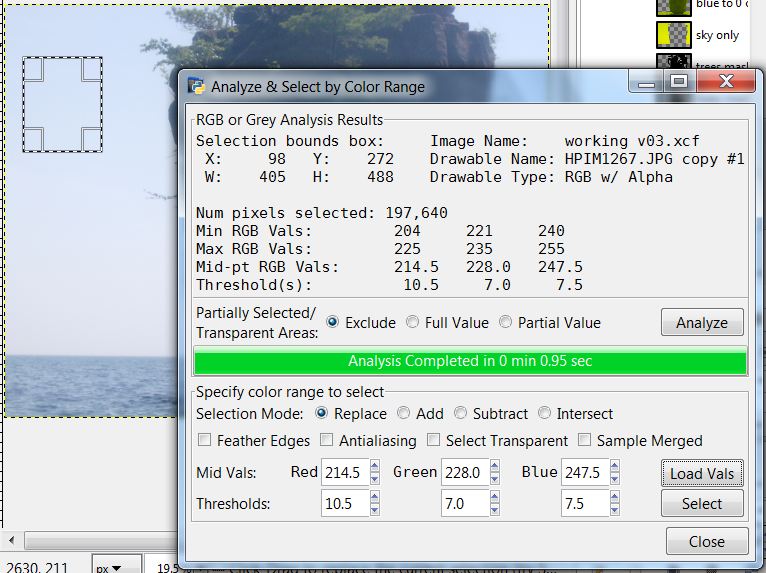 blue to 0
sky only
trees mask
Analyze & Select by Color Range
RGB or Grey Analysis Results
Selection bounds box: Image Name: working v03.xcf
X: 98 Y: 272 Drawable Name: HPIM1267.JPG copy #1
W: 405 H: 488 Drawable Type: RGB w/ Alpha
Num pixels selected: 197,640
Min RGB Vals: 204 221 240
Max RGB Vals: 225 235 255
Mid-pt RGB Vals: 214.5 228.0 247.5
Threshold(s): 10.5 7.0 7.5
Partially Selected/
Transparent Areas: Exclude Full Value Partial Value Analyze
Analysis Completed in 0 min 0.95 sec
Specify color range to select
Selection Mode: Replace Add Subtract Intersect
Feather Edges Antialiasing Select Transparent Sample Merged
Mid Vals: Red 214.5 Green 228.0 Blue 247.5 Load Vals
Thresholds: 10.5 7.0 7.5 Select
Close
2630, 211 px 19.5